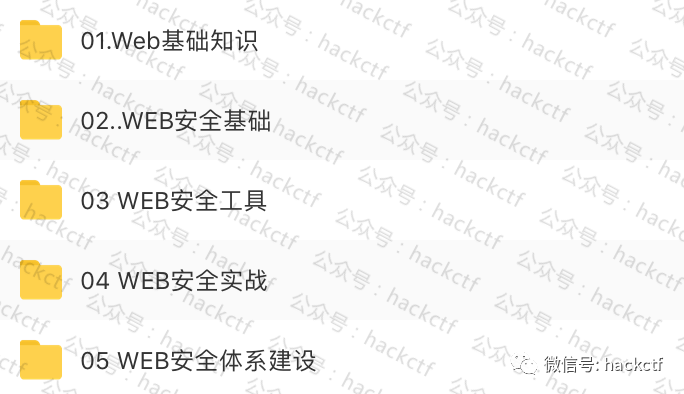 01.Web基础知识
02..WEB安全基础
03 WEB安全工具
04 WEB安全实战
05 WEB安全体系建设
微信号: hackctf
公众号：hackctf